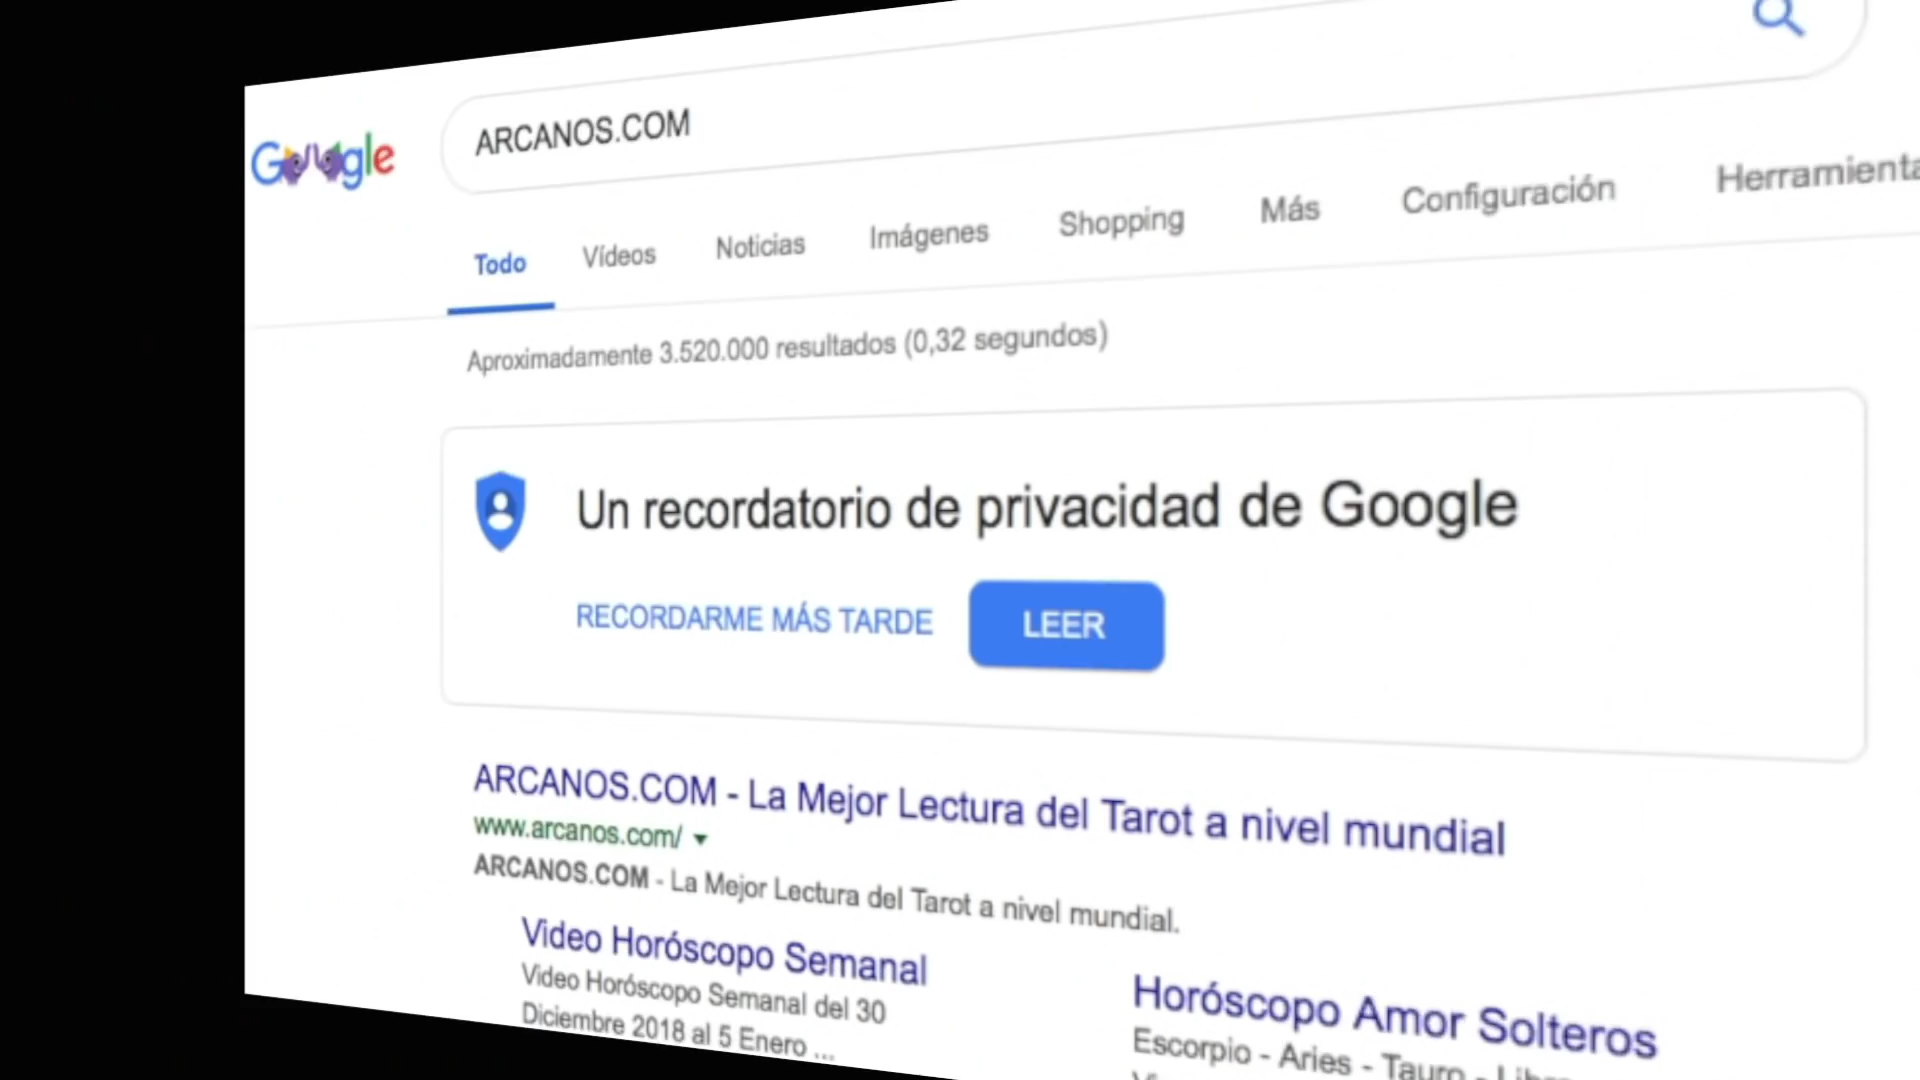 Google
ARCANOS.COM
Todo Vídeos Noticias Imágenes Shopping Más Configuración
Aproximadamente 3.520.000 resultados (0,32 segundos)
Un recordatorio de privacidad de Google
RECORDARME MÁS TARDE LEER
ARCANOS.COM - La Mejor Lectura del Tarot a nivel mundial
www.arcanos.com/
ARCANOS.COM - La Mejor Lectura del Tarot a nivel mundial.
Video Horóscopo Semanal
Video Horóscopo Semanal del 30
Diciembre 2018 al 5 Enero ...
Horóscopo Amor Solteros
Escorpio - Aries - Tauro -